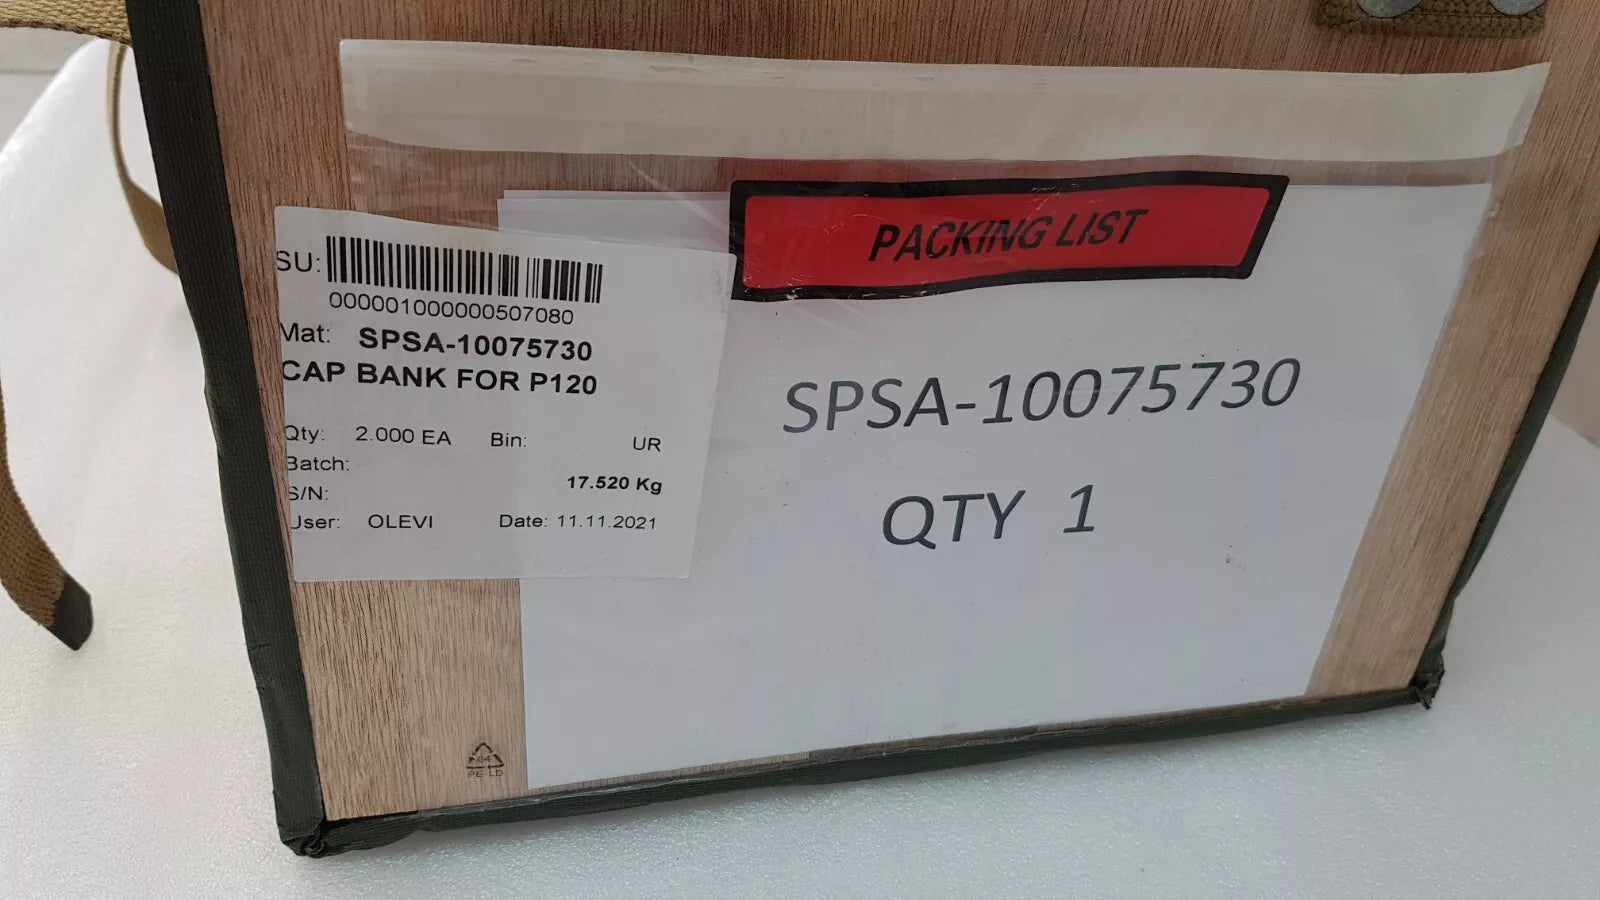 SU:
000001000000507080
Mat: SPSA-10075730
CAP BANK FOR P120
Qty: 2.000 EA Bin: UR
Batch:
17.520 Kg
S/N:
User: OLEVI Date: 11.11.2021
PACKING LIST
SPSA-10075730
QTY 1
04
PE-LD